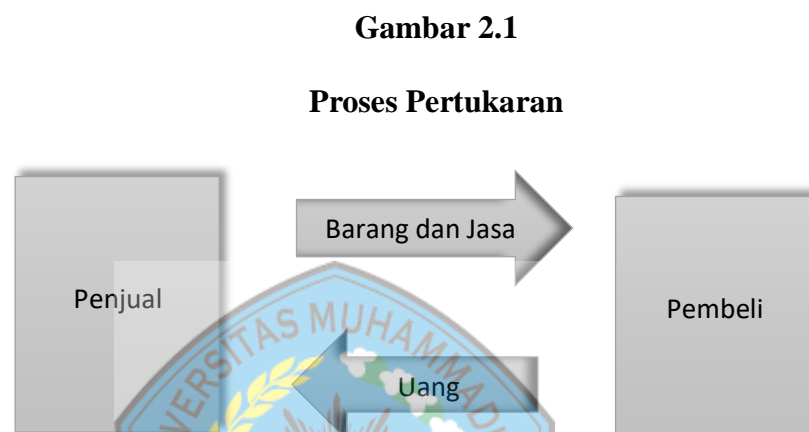 Gambar 2.1
Proses Pertukaran
Barang dan Jasa
Penjual
Pembeli
Uang